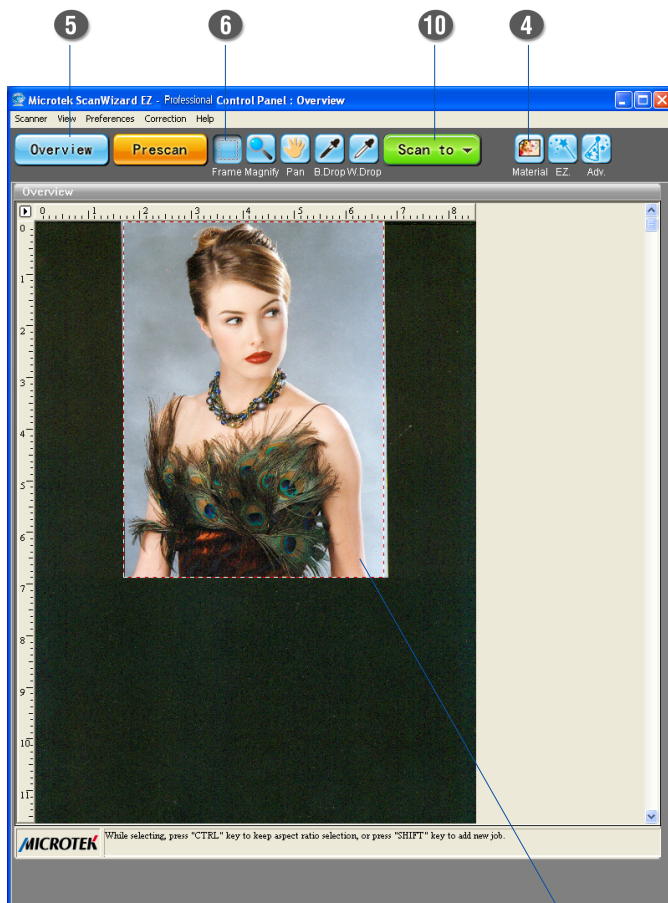 5 6 10 4
Microtek ScanWizard EZ - Professional Control Panel : Overview
Scanner View Preferences Correction Help
Overview Prescan Scan to
Frame Magnify Pan B.Drop W.Drop Material EZ. Adv.
Overview
0 1 2 3 4 5 6 7 8
0
1
2
3
4
5
6
7
8
9
10
11
MICROTEK While selecting, press "CTRL" key to keep aspect ratio selection, or press "SHIFT" key to add new job.